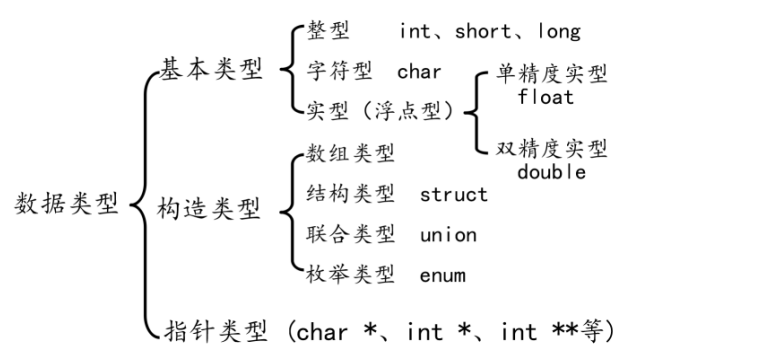 整型 int、short、long
基本类型
字符型 char
单精度实型
float
实型（浮点型）
数组类型
双精度实型
double
数据类型
构造类型
结构类型 struct
联合类型 union
枚举类型 enum
指针类型 (char *、int *、int **等)